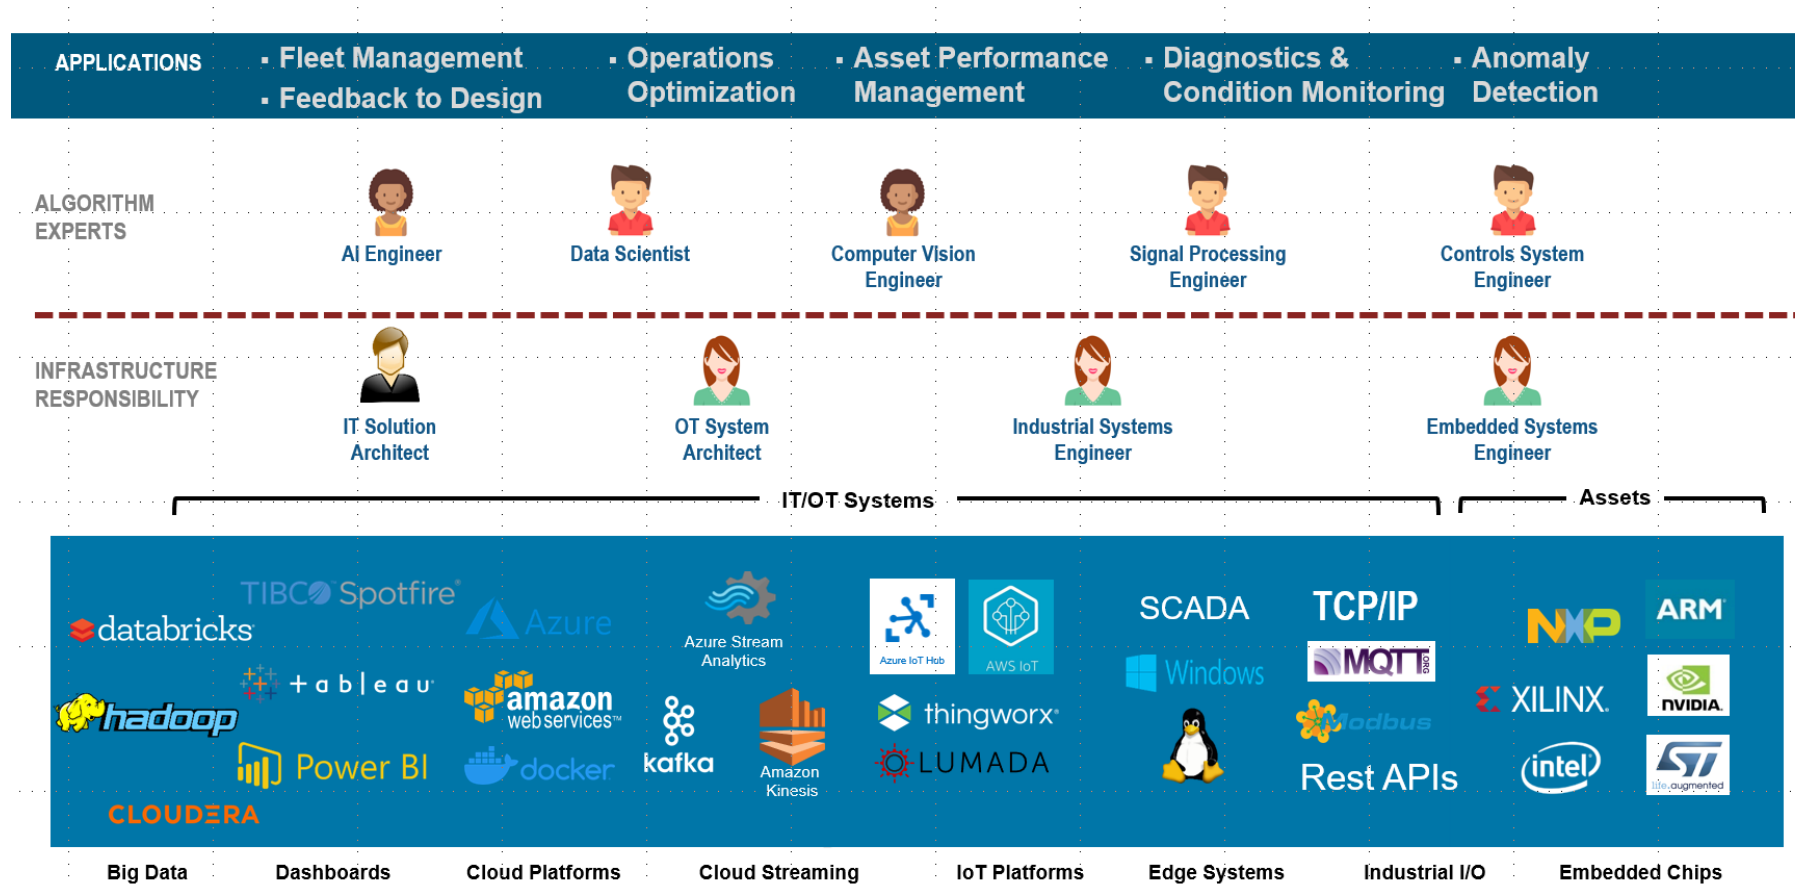 APPLICATIONS
▪ Fleet Management
▪ Feedback to Design
▪ Operations
Optimization
▪ Asset Performance
Management
▪ Diagnostics &
Condition Monitoring
▪ Anomaly
Detection
ALGORITHM
EXPERTS
AI Engineer
Data Scientist
Computer Vision
Engineer
Signal Processing
Engineer
Controls System
Engineer
INFRASTRUCTURE
RESPONSIBILITY
IT Solution
Architect
OT System
Architect
Industrial Systems
Engineer
Embedded Systems
Engineer
IT/OT Systems
Assets
databricks
hadoop
CLOUDERA
TIBCO™ Spotfire®
+ableau
Power BI
Azure
amazon
web services™
docker
Azure Stream
Analytics
kafka
Amazon
Kinesis
Azure IoT Hub
AWS IoT
thingworx®
LUMADA
SCADA
Windows
TCP/IP
MQTT.ORG
Modbus
Rest APIs
NXP
XILINX®
intel
ARM®
NVIDIA.
ST
life.augmented
Big Data
Dashboards
Cloud Platforms
Cloud Streaming
IoT Platforms
Edge Systems
Industrial I/O
Embedded Chips